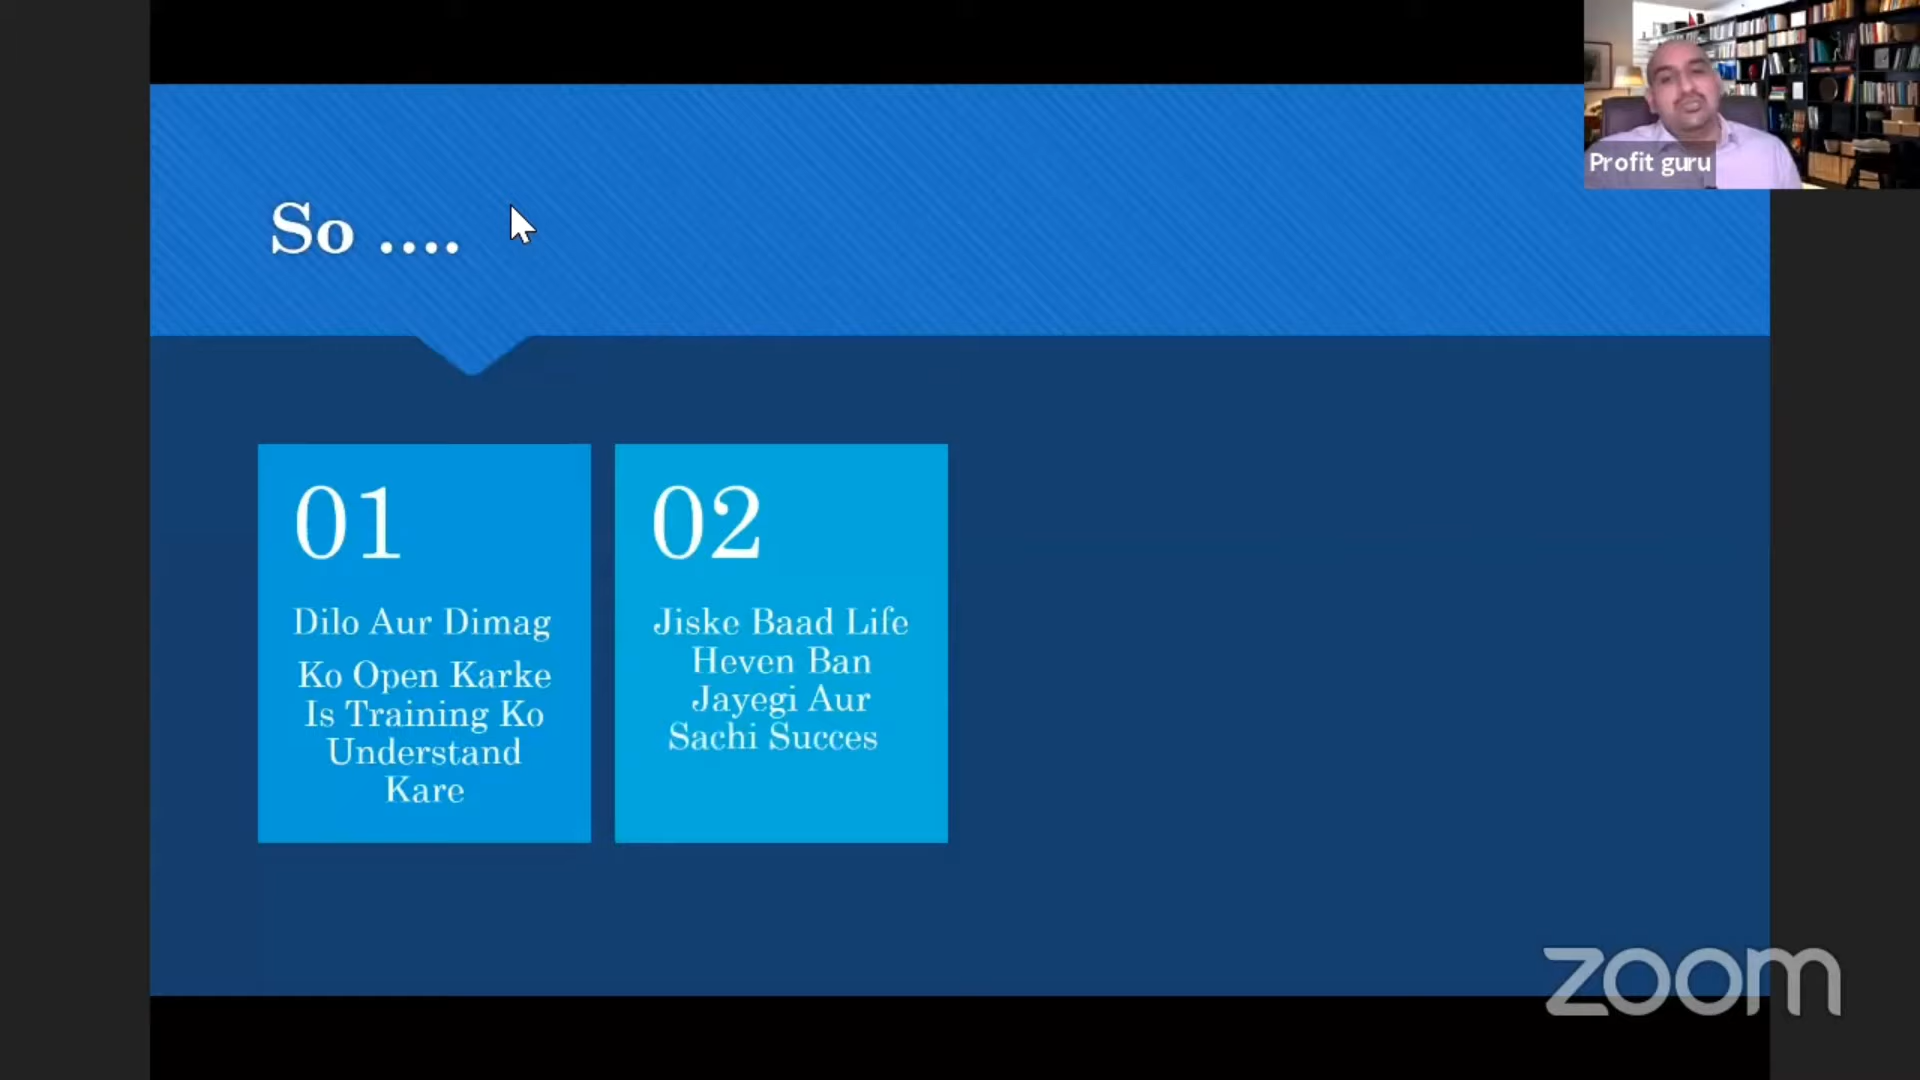 Profit guru
So ....
01
Dilo Aur Dimag
Ko Open Karke
Is Training Ko
Understand
Kare
02
Jiske Baad Life
Heven Ban
Jayegi Aur
Sachi Succes
zoom